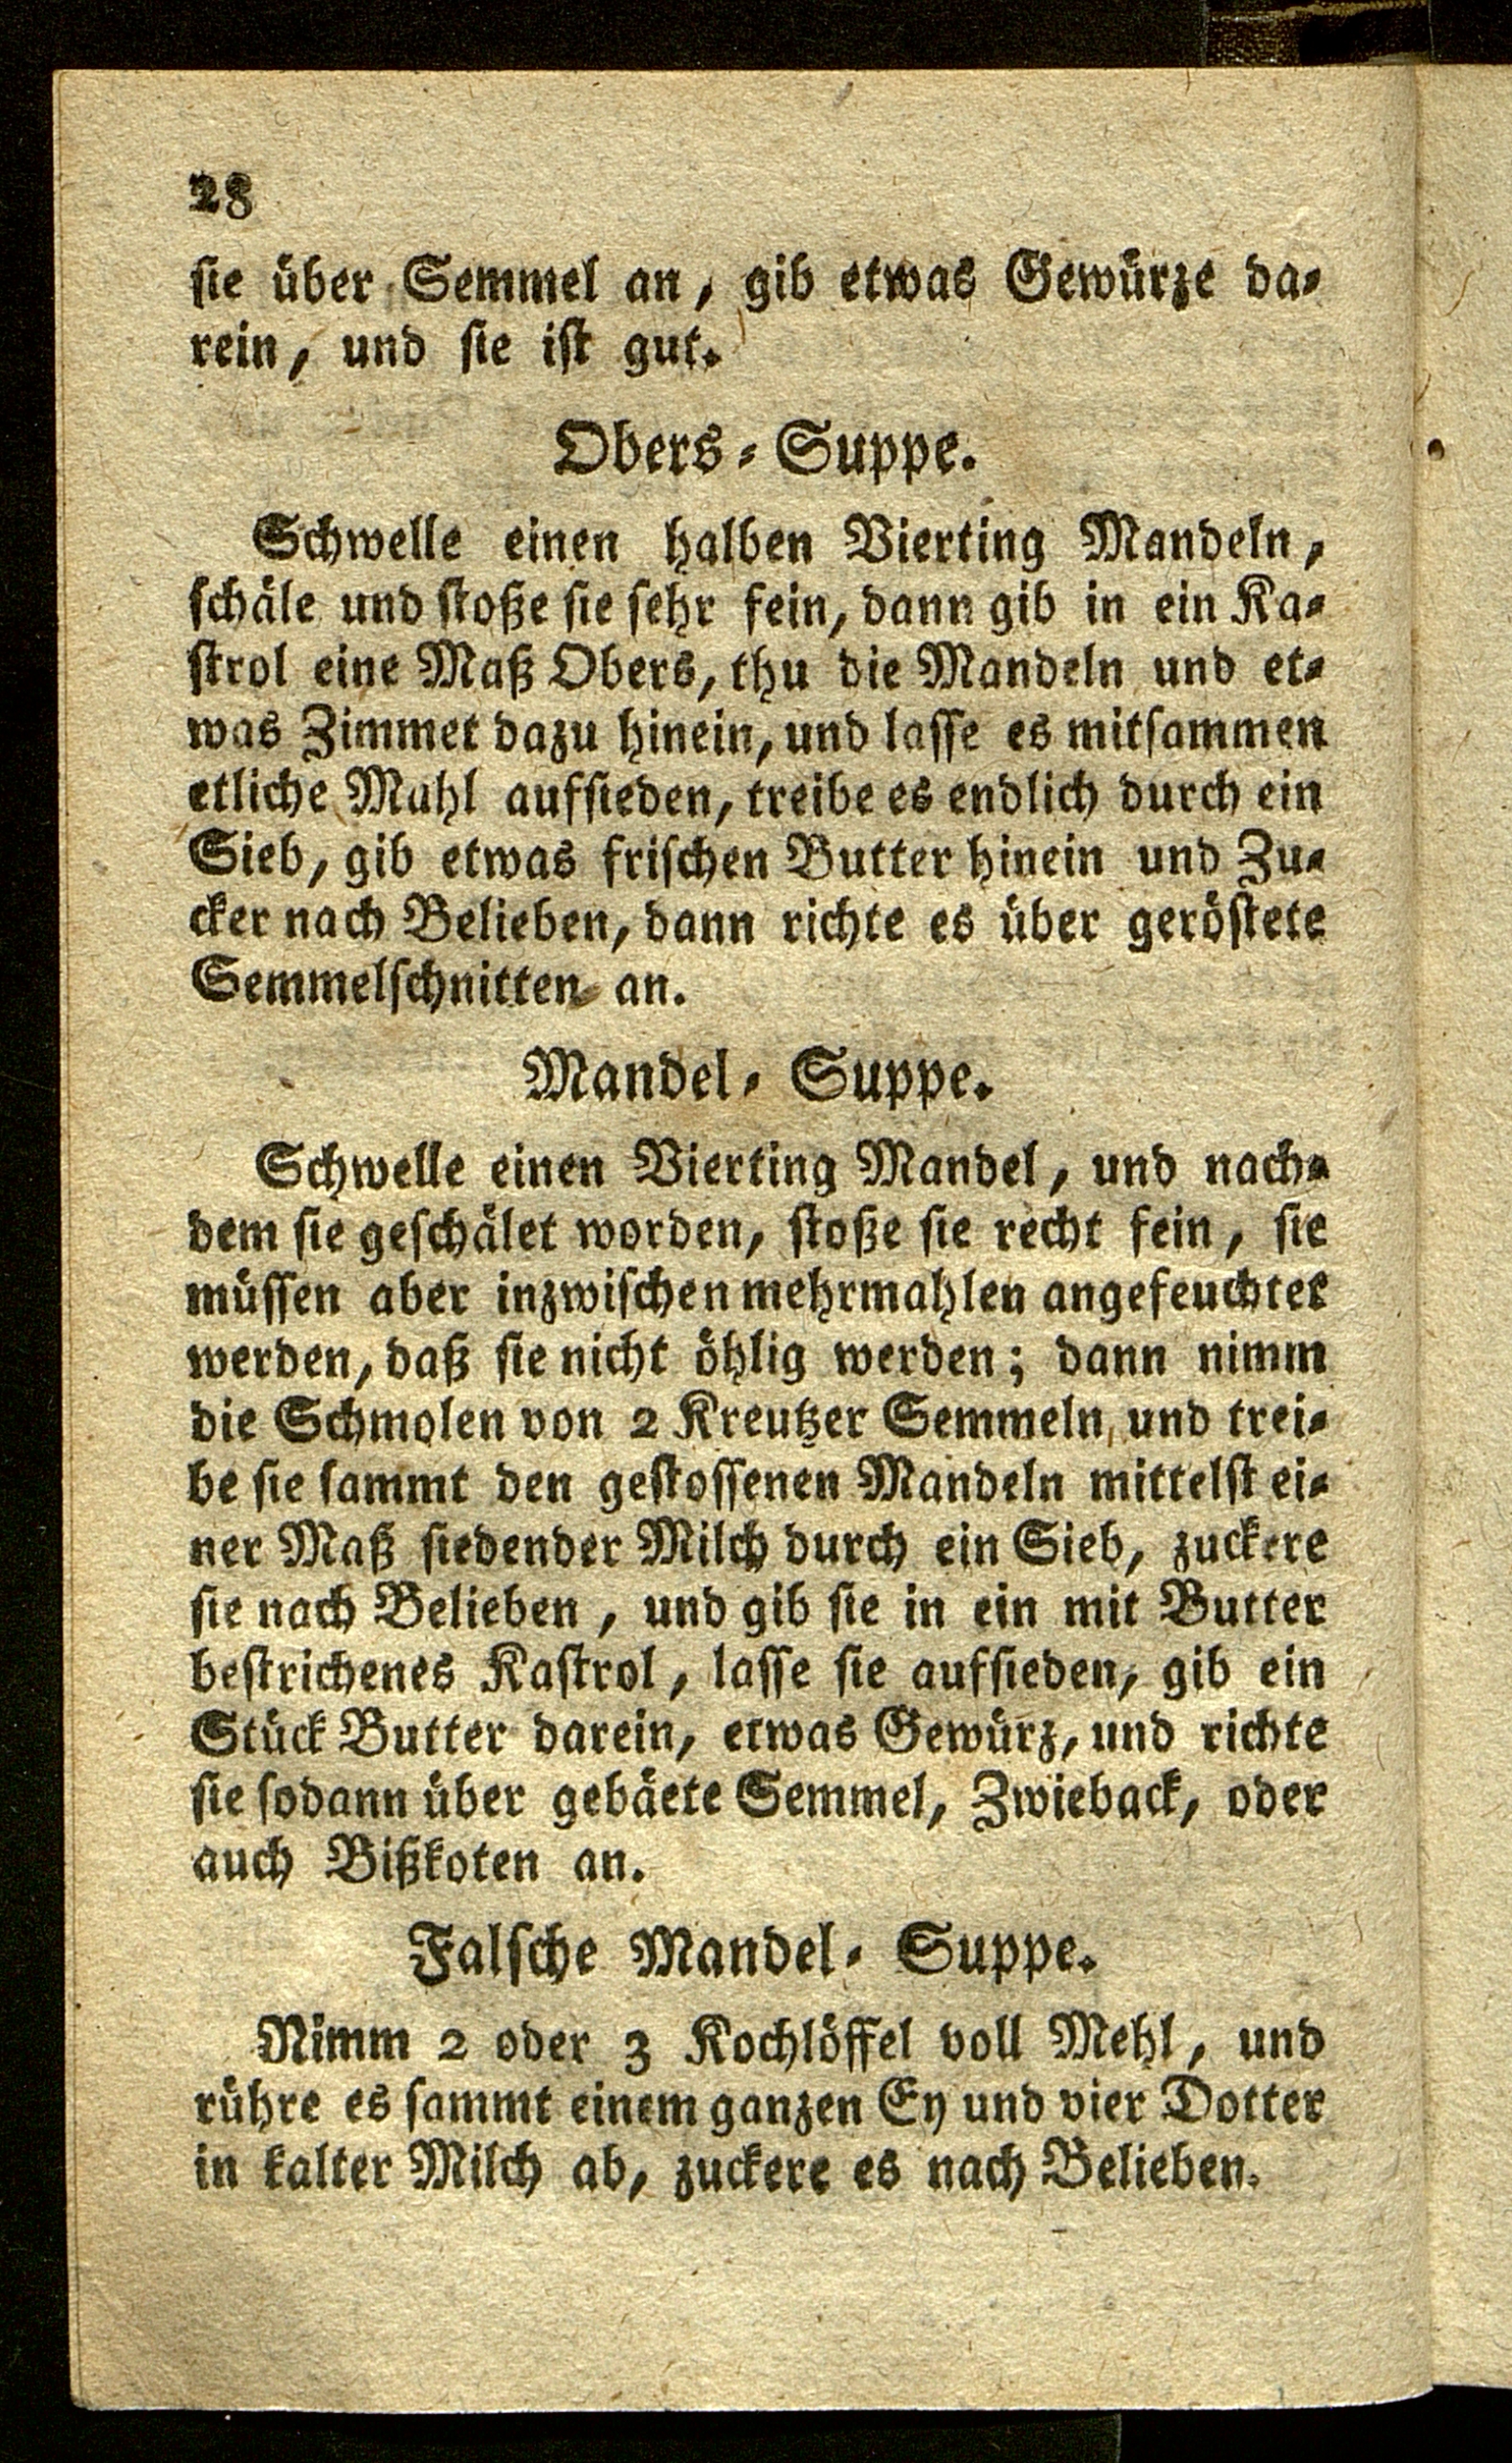 28
sie über Semmel an, gib etwas Gewürze da-
rein, und sie ist gut.
Obers-Suppe.
Schwelle einen halben Vierting Mandeln,
schäle und stoße sie sehr fein, dann gib in ein Ka-
strol eine Maß Obers, thu die Mandeln und et-
was Zimmet dazu hinein, und lasse es mitsammen
etliche Mahl aufsieden, treibe es endlich durch ein
Sieb, gib etwas frischen Butter hinein und Zu-
cker nach Belieben, dann richte es über geröstete
Semmelschnitten an.
Mandel-Suppe.
Schwelle einen Vierting Mandel, und nach-
dem sie geschälet worden, stoße sie recht fein, sie
müssen aber inzwischen mehrmahlen angefeuchtet
werden, daß sie nicht öhlig werden; dann nimm
die Schmolen von 2 Kreutzer Semmeln, und trei-
be sie sammt den gestossenen Mandeln mittelst ei-
ner Maß siedender Milch durch ein Sieb, zuckere
sie nach Belieben, und gib sie in ein mit Butter
bestrichenes Kastrol, lasse sie aufsieden, gib ein
Stück Butter darein, etwas Gewürz, und richte
sie sodann über gebäete Semmel, Zwieback, oder
auch Bißkoten an.
Falsche Mandel-Suppe.
Nimm 2 oder 3 Kochlöffel voll Mehl, und
rühre es sammt einem ganzen Ey und vier Dotter
in kalter Milch ab, zuckere es nach Belieben.